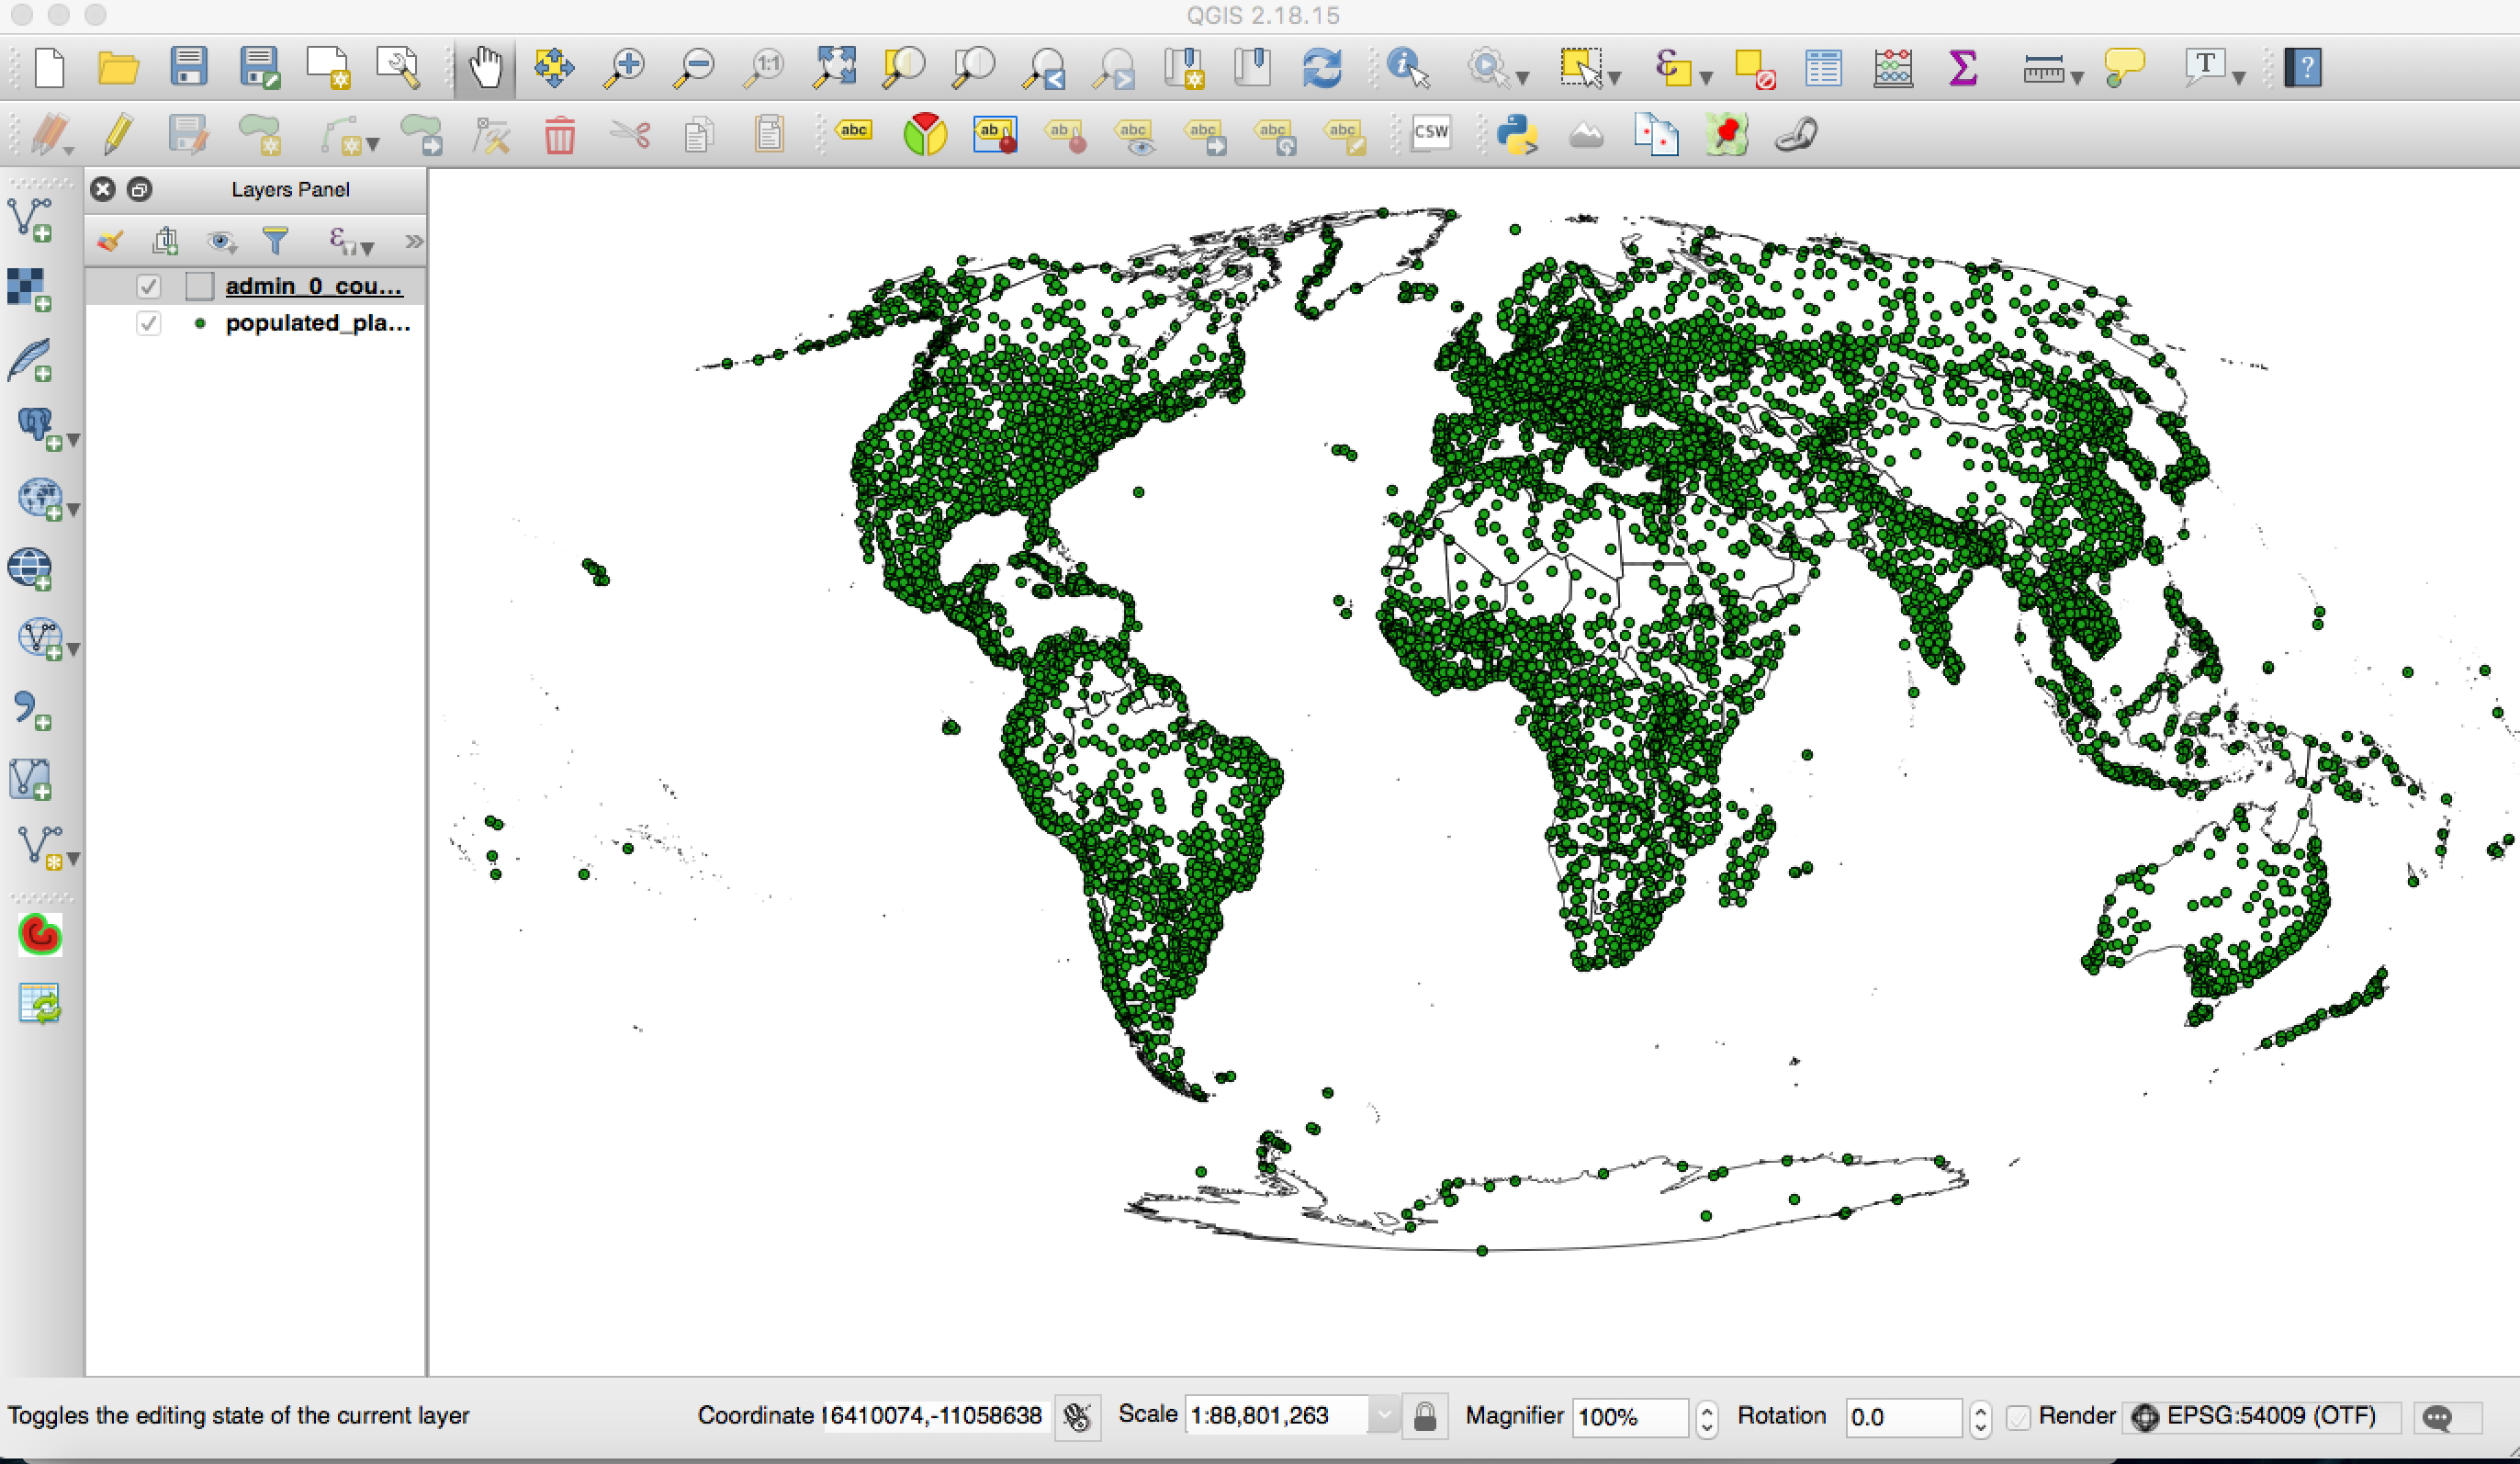 QGIS 2.18.15
1:1
ε
Σ
T
?
abc
ab
abc
abc
abc
abc
abc
CSW
Layers Panel
ε
»
admin_0_cou...
populated_pla...
Toggles the editing state of the current layer
Coordinate 16410074,-11058638
Scale 1:88,801,263
Magnifier 100%
Rotation 0.0
Render
EPSG:54009 (OTF)